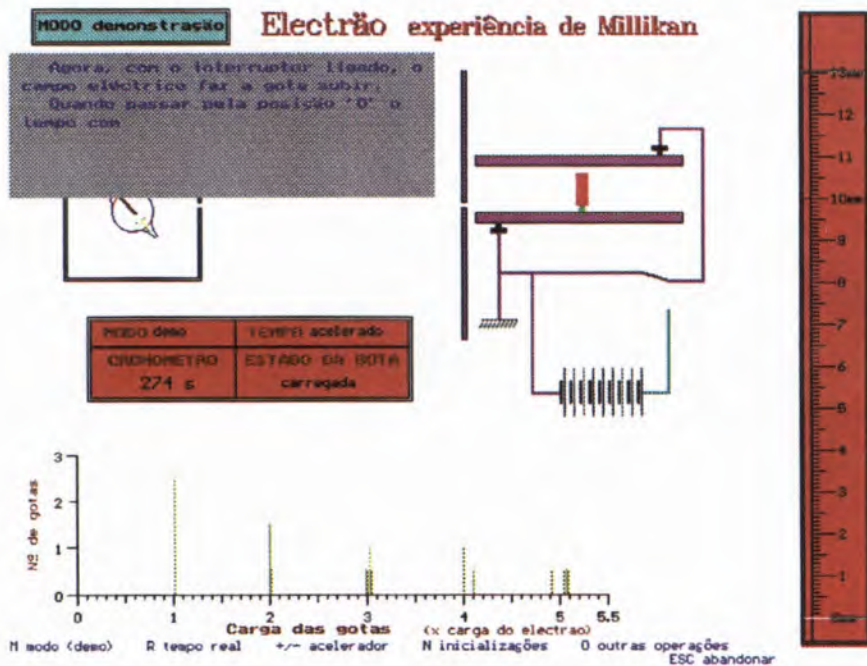 MODO demonstração
Electrão experiência de Millikan
Agora, com o interruptor ligado, o
campo eléctrico faz a gota subir.
Quando passar pela posição '0' o
tempo com
MODO demo
TEMPO acelerado
CRONOMETRO
274 s
ESTADO DA GOTA
carregada
13mm
12
11
10mm
9
8
7
6
5
4
3
2
1
0mm
Nº de gotas
3
2
1
0
0 1 2 3 4 5 5.5
Carga das gotas (x carga do electrao)
M modo (demo) R tempo real +/- acelerador N inicializações O outras operações
ESC abandonar